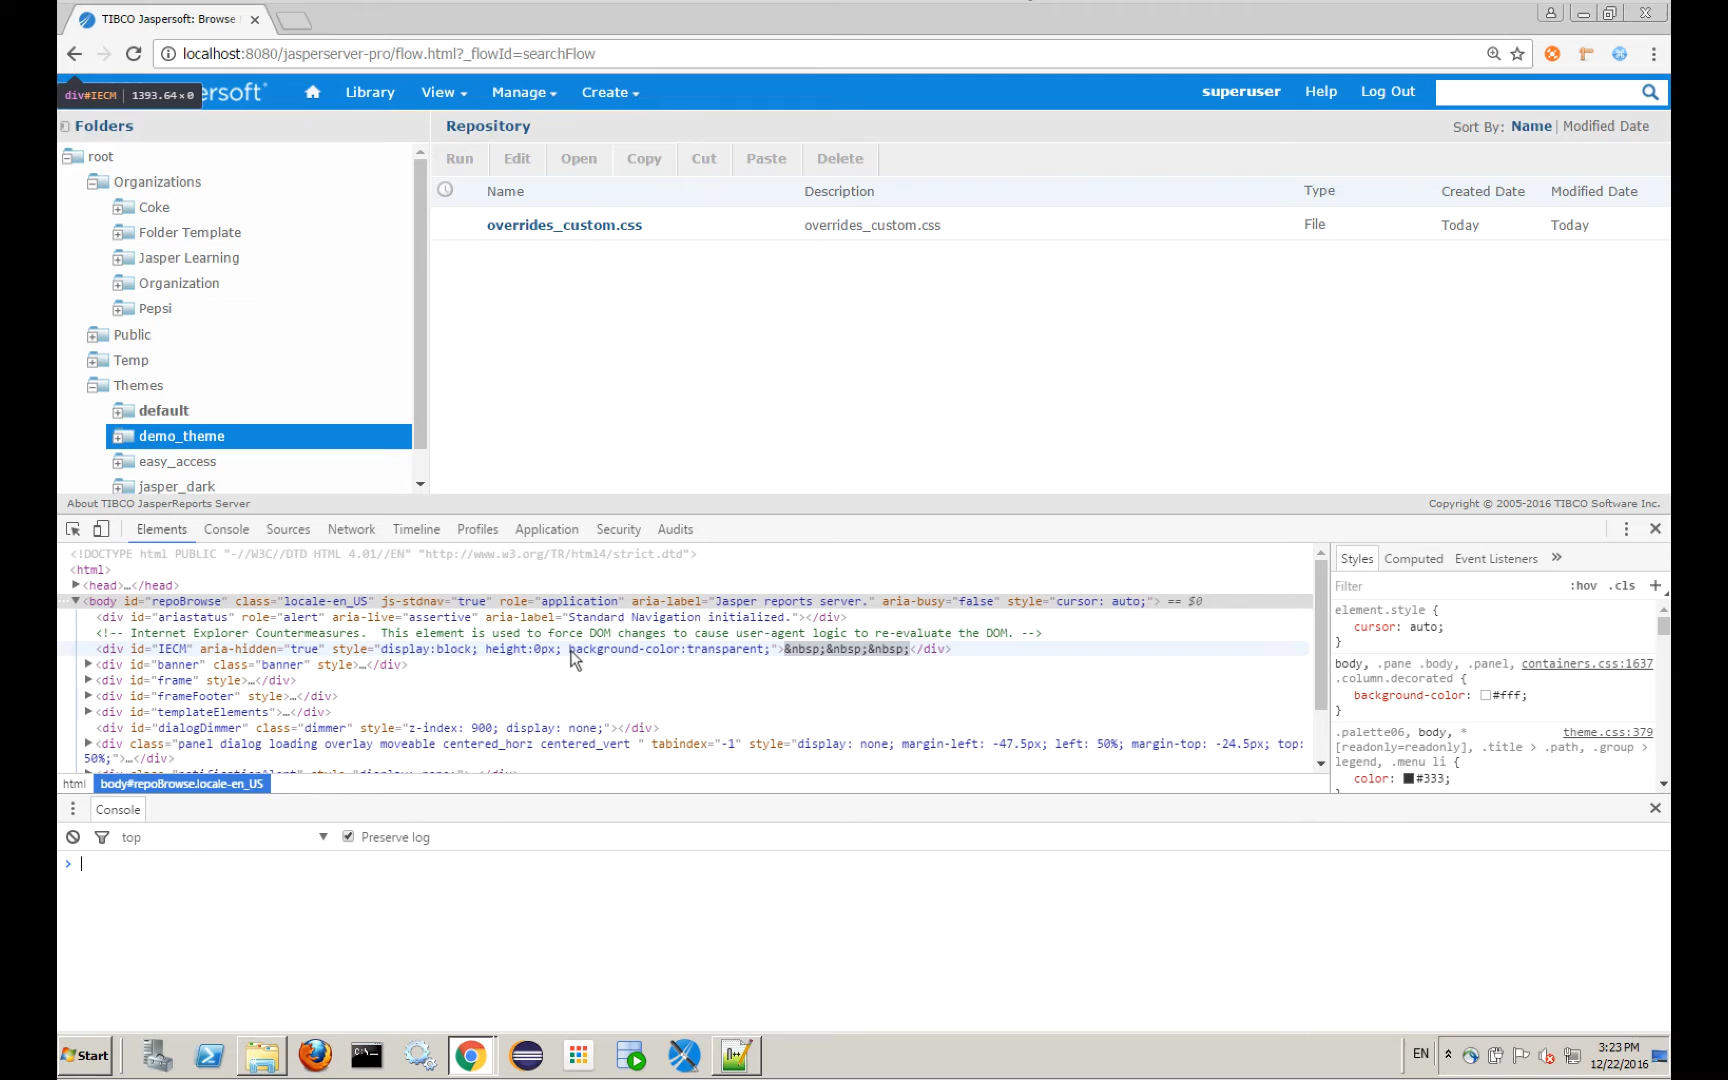 TIBCO Jaspersoft: Browse
localhost:8080/jasperserver-pro/flow.html?_flowId=searchFlow
div#IECM | 1393.64×0
ersoft
Library
View
Manage
Create
superuser
Help
Log Out
Folders
Repository
Sort By: Name | Modified Date
root
Organizations
Coke
Folder Template
Jasper Learning
Organization
Pepsi
Public
Temp
Themes
default
demo_theme
easy_access
jasper_dark
Run
Edit
Open
Copy
Cut
Paste
Delete
Name
Description
Type
Created Date
Modified Date
overrides_custom.css
overrides_custom.css
File
Today
Today
About TIBCO JasperReports Server
Copyright © 2005-2016 TIBCO Software Inc.
Elements
Console
Sources
Network
Timeline
Profiles
Application
Security
Audits
<!DOCTYPE html PUBLIC "-//W3C//DTD HTML 4.01//EN" "http://www.w3.org/TR/html4/strict.dtd">
<html>
<head>…</head>
<body id="repoBrowse" class="locale-en_US" js-stdnav="true" role="application" aria-label="Jasper reports server." aria-busy="false" style="cursor: auto;"> == $0
<div id="ariastatus" role="alert" aria-live="assertive" aria-label="Standard Navigation initialized."></div>
<!-- Internet Explorer Countermeasures.  This element is used to force DOM changes to cause user-agent logic to re-evaluate the DOM. -->
<div id="IECM" aria-hidden="true" style="display:block; height:0px; background-color:transparent;">&nbsp;&nbsp;&nbsp;</div>
<div id="banner" class="banner" style>…</div>
<div id="frame" style>…</div>
<div id="frameFooter" style>…</div>
<div id="templateElements">…</div>
<div id="dialogDimmer" class="dimmer" style="z-index: 900; display: none;"></div>
<div class="panel dialog loading overlay moveable centered_horz centered_vert " tabindex="-1" style="display: none; margin-left: -47.5px; left: 50%; margin-top: -24.5px; top:
50%;">…</div>
html
body#repoBrowse.locale-en_US
Styles
Computed
Event Listeners
»
Filter
:hov
.cls
+
element.style {
cursor: auto;
}
body, .pane .body, .panel, containers.css:1637
.column.decorated {
background-color: #fff;
}
.palette06, body, * theme.css:379
[readonly=readonly], .title > .path, .group >
legend, .menu li {
color: #333;
Console
top
Preserve log
>
Start
EN
3:23 PM
12/22/2016